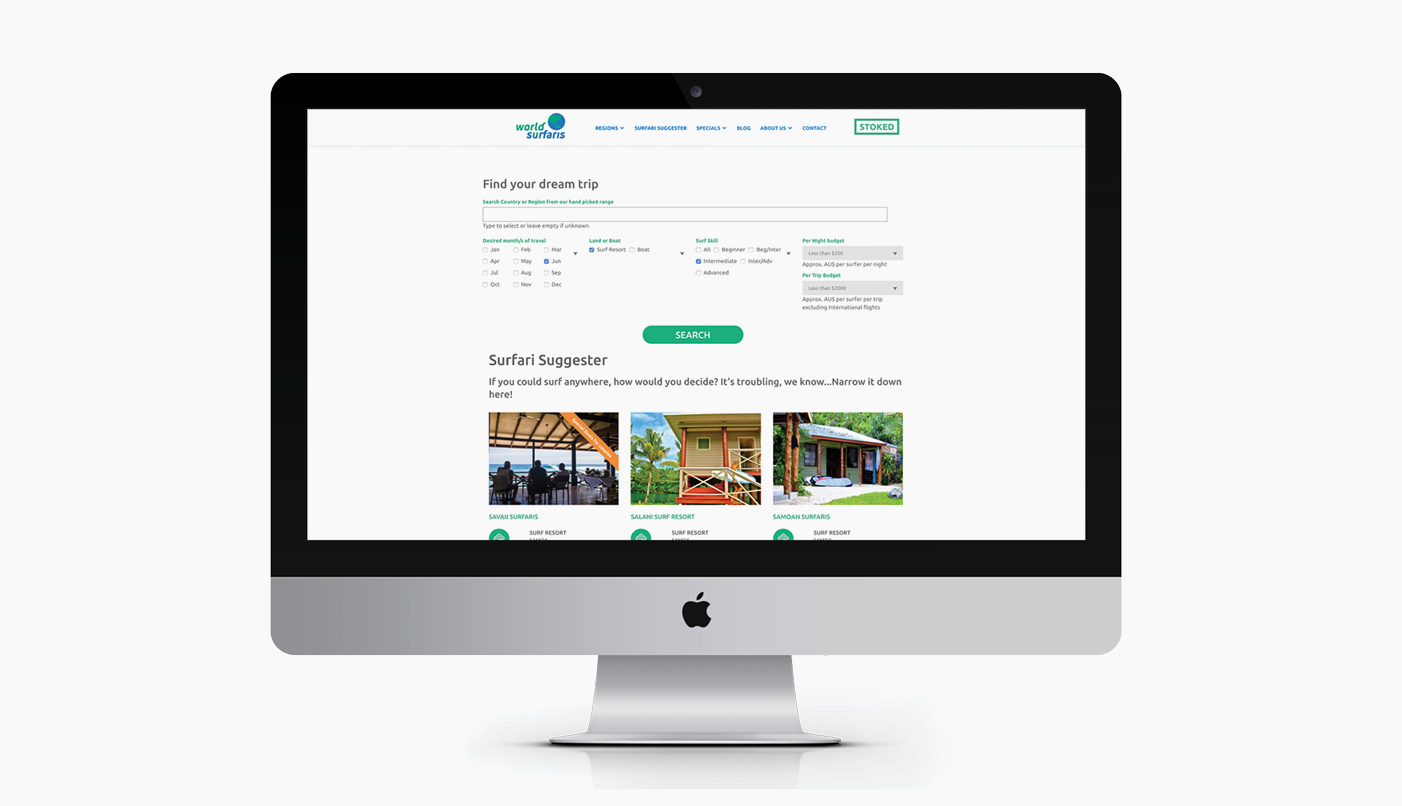 world
surfaris
REGIONS SURFARI SUGGESTER SPECIALS BLOG ABOUT US CONTACT
STOKED
Find your dream trip
Search Country or Region from our hand picked range
Type to select or leave empty if unknown.
Desired month/s of travel
Jan Feb Mar
Apr May Jun
Jul Aug Sep
Oct Nov Dec
Land or Boat
Surf Resort Boat
Surf Skill
All Beginner Beg/Inter
Intermediate Inter/Adv
Advanced
Per Night budget
Less than $200
Approx. AU$ per surfer per night
Per Trip Budget
Less than $2000
Approx. AU$ per surfer per trip
excluding International flights
SEARCH
Surfari Suggester
If you could surf anywhere, how would you decide? It's troubling, we know...Narrow it down
here!
SAVAII SURFARIS
SURF RESORT
SALANI SURF RESORT
SURF RESORT
SAMOAN SURFARIS
SURF RESORT